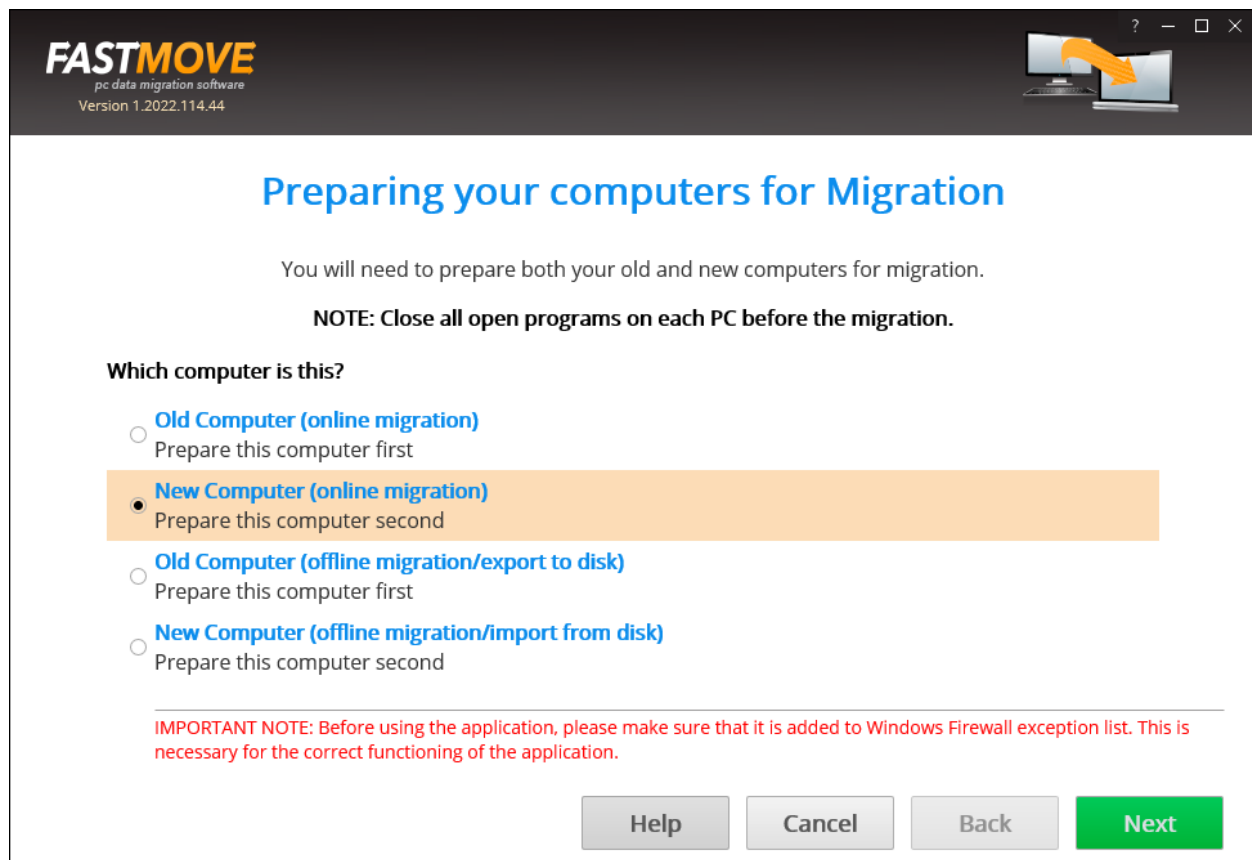 FASTMOVE
pc data migration software
Version 1.2022.114.44
?
Preparing your computers for Migration
You will need to prepare both your old and new computers for migration.
NOTE: Close all open programs on each PC before the migration.
Which computer is this?
Old Computer (online migration)
Prepare this computer first
New Computer (online migration)
Prepare this computer second
Old Computer (offline migration/export to disk)
Prepare this computer first
New Computer (offline migration/import from disk)
Prepare this computer second
IMPORTANT NOTE: Before using the application, please make sure that it is added to Windows Firewall exception list. This is
necessary for the correct functioning of the application.
Help Cancel Back Next